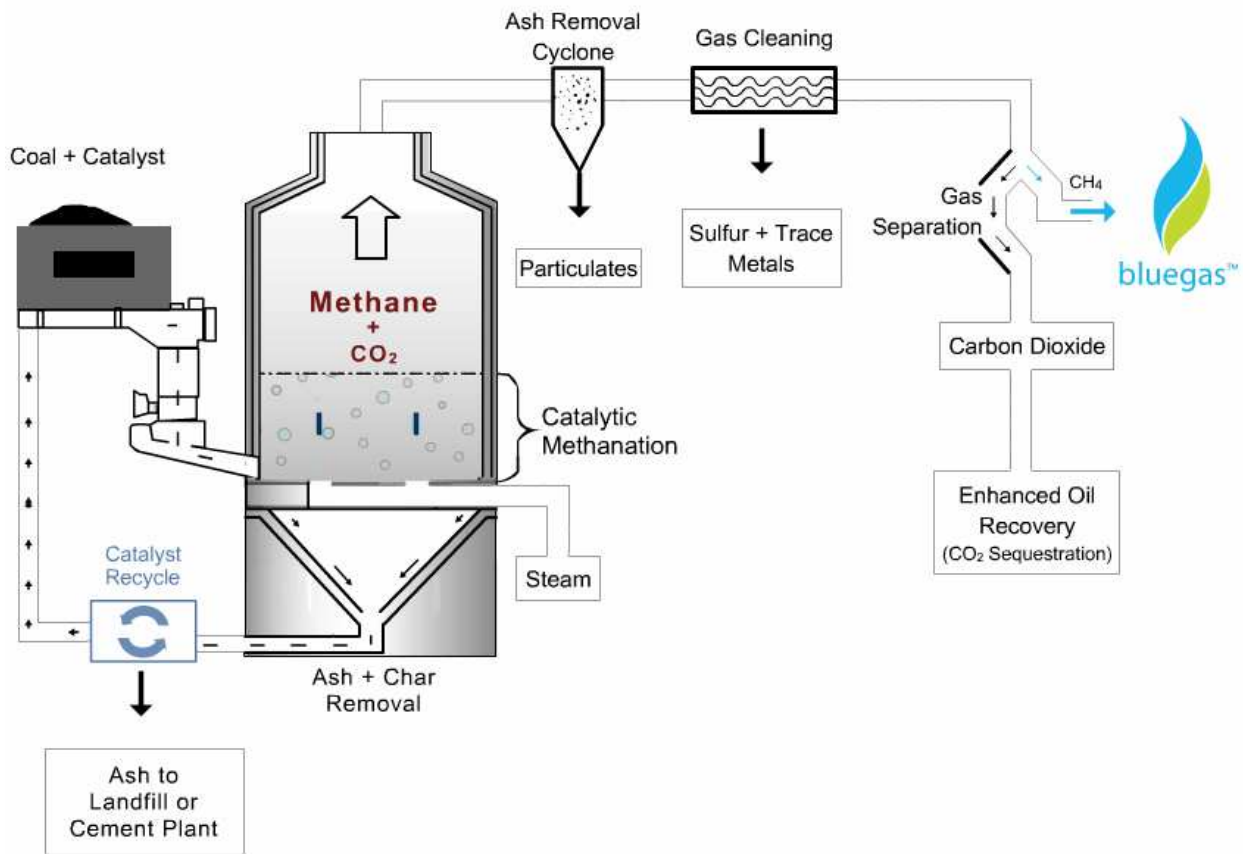 Ash Removal
Cyclone
Gas Cleaning
Coal + Catalyst
CH₄
Gas
Separation
bluegas™
Particulates
Sulfur + Trace
Metals
Methane
+
CO₂
Carbon Dioxide
Catalytic
Methanation
Enhanced Oil
Recovery
(CO₂ Sequestration)
Steam
Catalyst
Recycle
Ash + Char
Removal
Ash to
Landfill or
Cement Plant